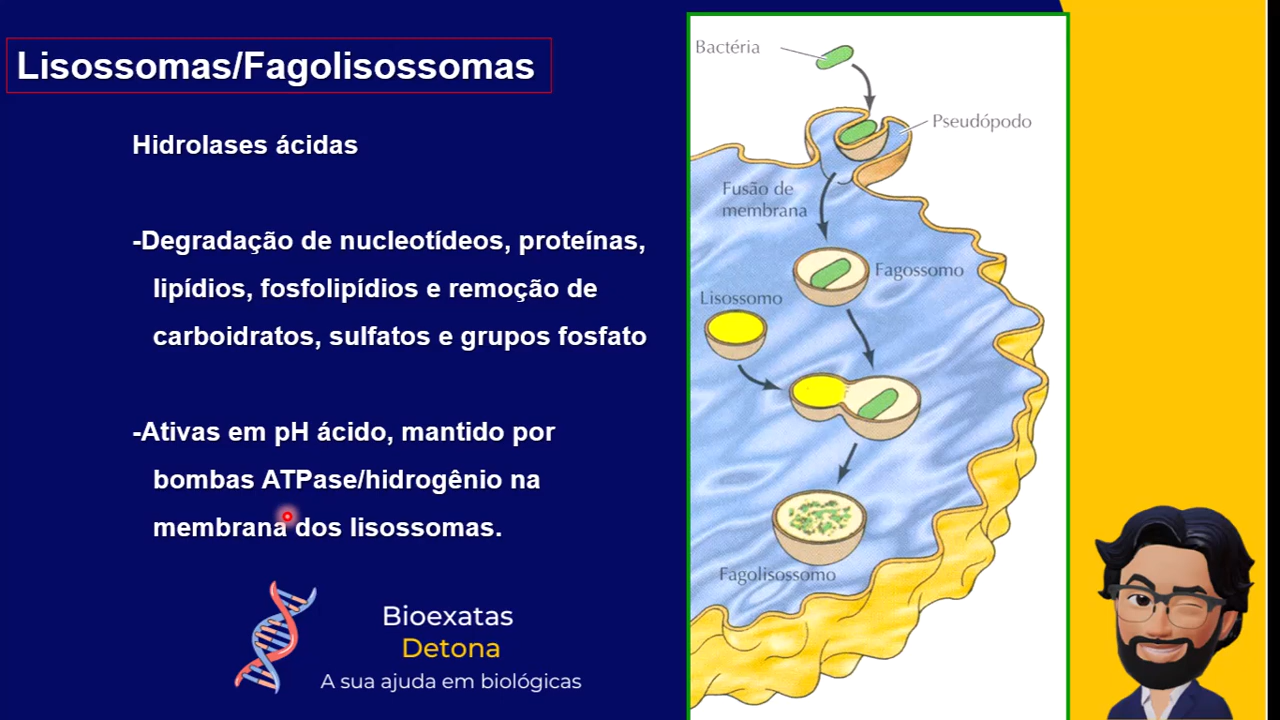 Lisossomas/Fagolisossomas
Hidrolases ácidas
-Degradação de nucleotídeos, proteínas,
lipídios, fosfolipídios e remoção de
carboidratos, sulfatos e grupos fosfato
-Ativas em pH ácido, mantido por
bombas ATPase/hidrogênio na
membrana dos lisossomas.
Bioexatas
Detona
A sua ajuda em biológicas
Bactéria
Pseudópodo
Fusão de
membrana
Fagossomo
Lisossomo
Fagolisossomo